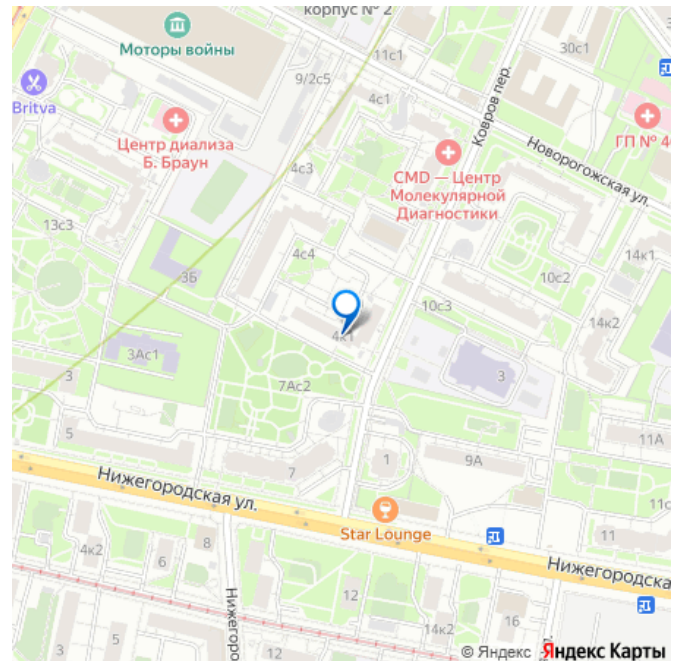 корпус № 2
Моторы войны
11с1
30с1
9/2с5
Britva
4с1
Ковров пер.
Центр диализа
Б. Браун
ГП № 4
Новорогожская ул.
4с3
CMD — Центр
Молекулярной
Диагностики
13с3
4с4
14к1
3Б
10с2
10с3
14к2
4к1
3Ас1
3
3
7Ас2
5
11А
1
9А
7
Нижегородская ул.
11с
Star Lounge
11
4к2
8
6
Нижегородска
12
Нижегор
16
14к2
3
5
12
© Яндекс Яндекс Карты